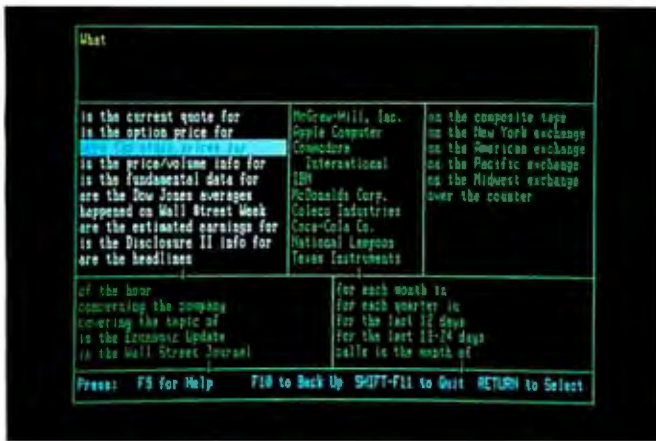 What
is the current quote for
is the option price for
is the price/volume info for
is the fundamental data for
are the Dow Jones averages
happened on Wall Street Week
are the estimated earnings for
is the Disclosure II info for
are the headlines
McGraw-Hill, Inc.
Apple Computer
Commodore
International
IBM
McDonalds Corp.
Coleco Industries
Coca-Cola Co.
National Lampoon
Texas Instruments
on the composite tape
on the New York exchange
on the American exchange
on the Pacific exchange
on the Midwest exchange
over the counter
of the hour
concerning the company
covering the topic of
in the Economic Update
in the Wall Street Journal
for each month in
for each quarter in
for the last 12 days
for the last 13-24 days
calls in the month of
Press: F9 for Help F10 to Back Up SHIFT-F11 to Quit RETURN to Select